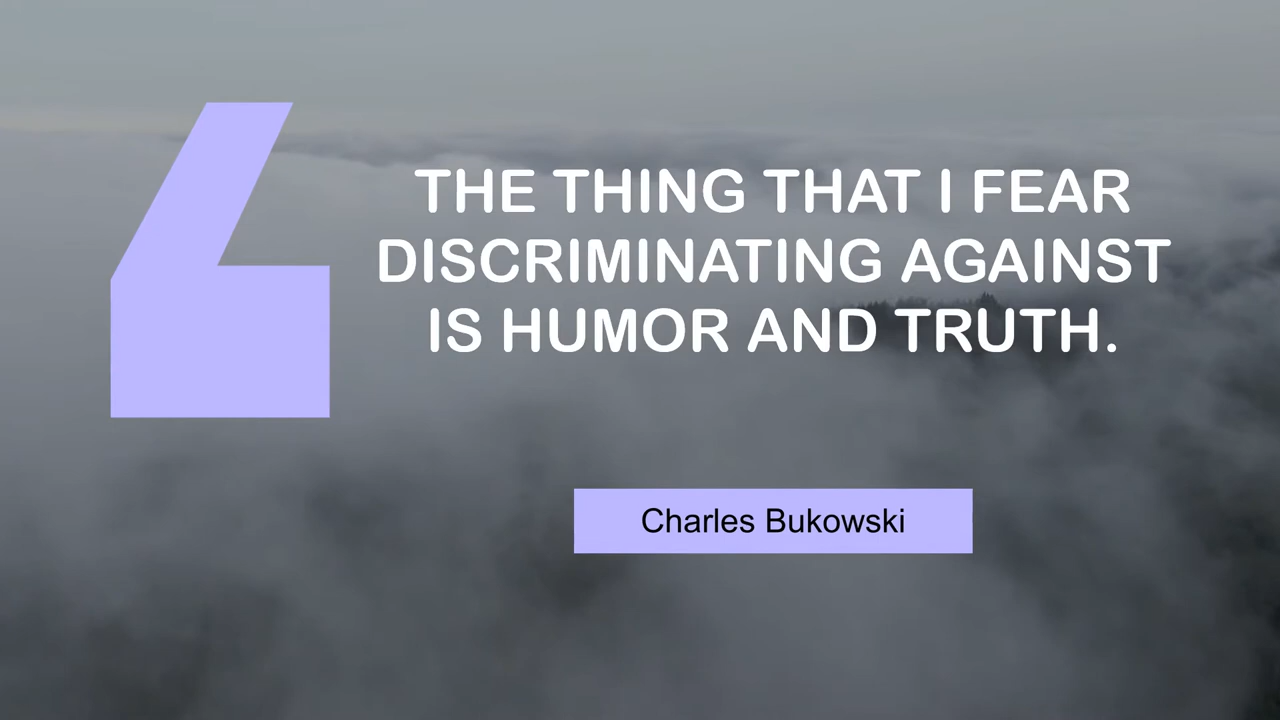 THE THING THAT I FEAR
DISCRIMINATING AGAINST
IS HUMOR AND TRUTH.
Charles Bukowski